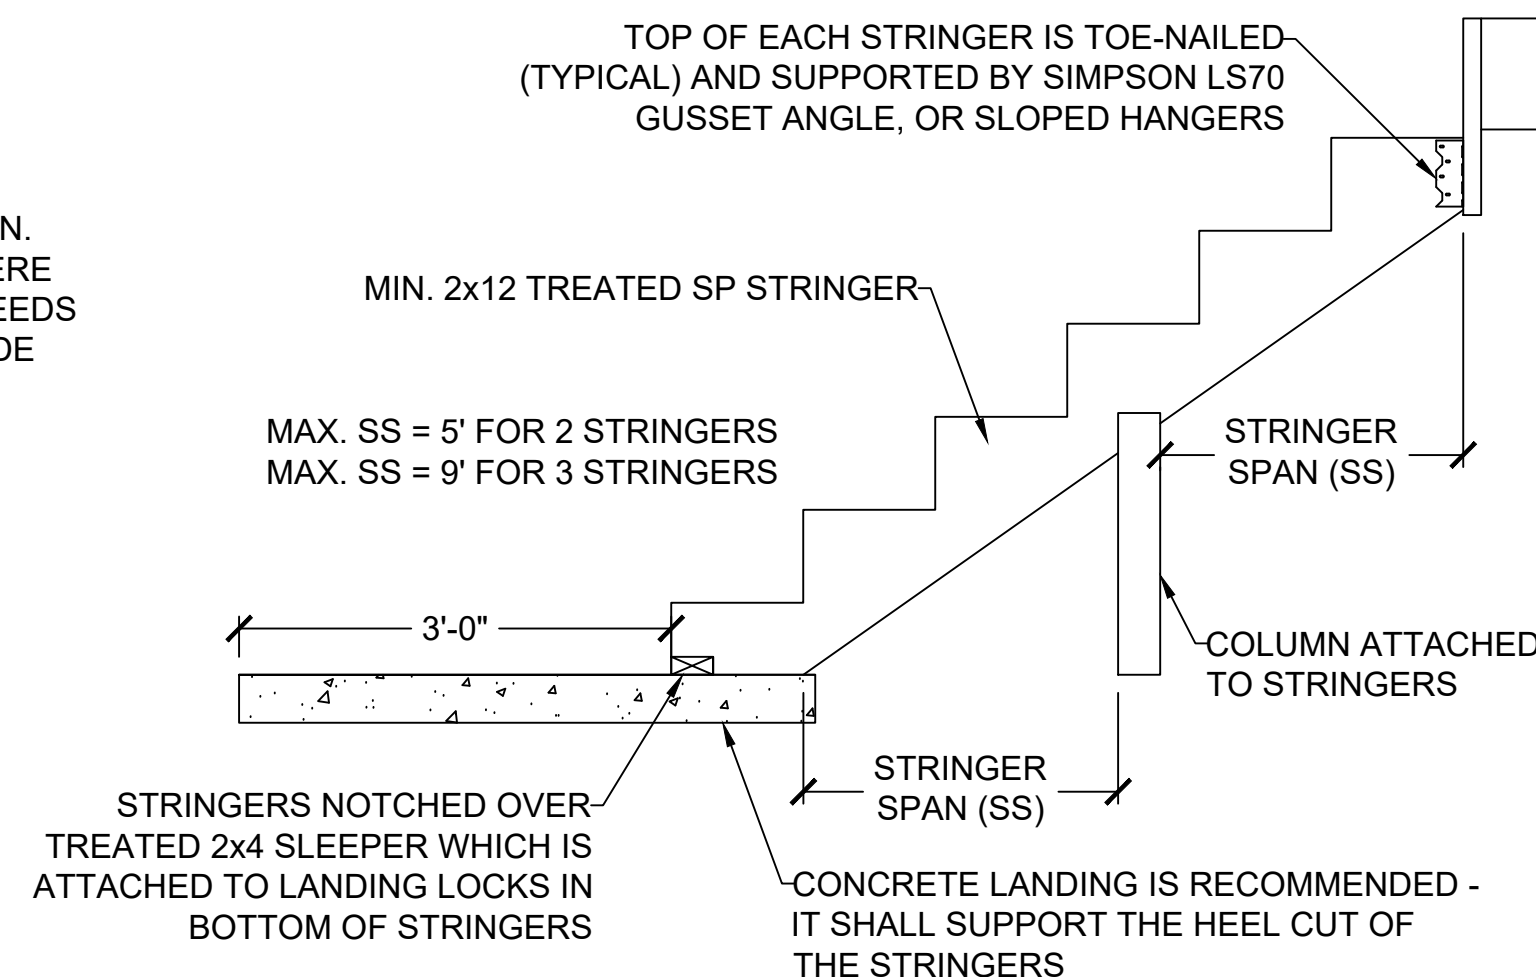 TOP OF EACH STRINGER IS TOE-NAILED
(TYPICAL) AND SUPPORTED BY SIMPSON LS70
GUSSET ANGLE, OR SLOPED HANGERS
MIN. 2x12 TREATED SP STRINGER
MAX. SS = 5' FOR 2 STRINGERS
MAX. SS = 9' FOR 3 STRINGERS
STRINGER
SPAN (SS)
3'-0"
COLUMN ATTACHED
TO STRINGERS
STRINGER
SPAN (SS)
STRINGERS NOTCHED OVER
TREATED 2x4 SLEEPER WHICH IS
ATTACHED TO LANDING LOCKS IN
BOTTOM OF STRINGERS
CONCRETE LANDING IS RECOMMENDED -
IT SHALL SUPPORT THE HEEL CUT OF
THE STRINGERS